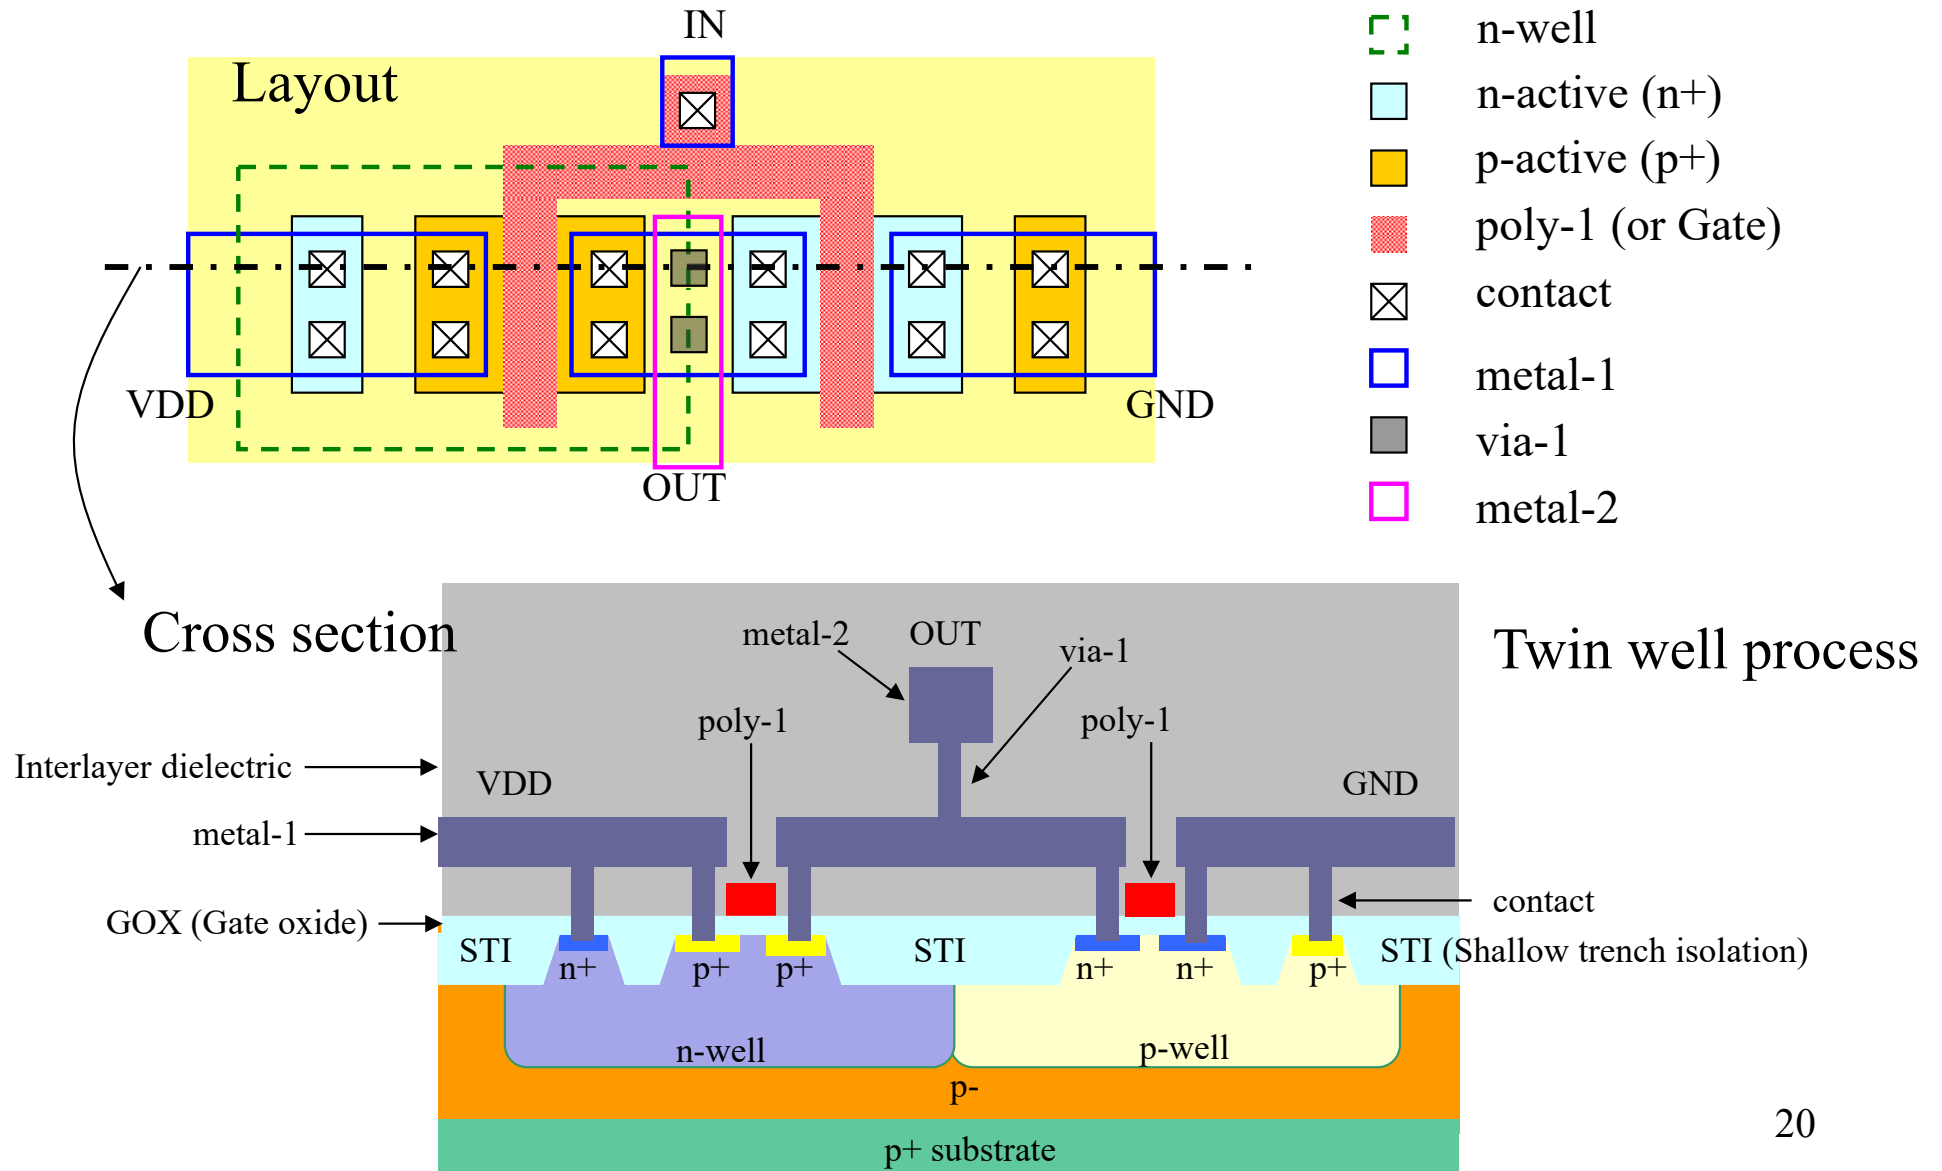 IN
Layout
VDD
GND
OUT
n-well
n-active (n+)
p-active (p+)
poly-1 (or Gate)
contact
metal-1
via-1
metal-2
Cross section
Twin well process
metal-2
OUT
via-1
poly-1
poly-1
Interlayer dielectric
VDD
GND
metal-1
contact
GOX (Gate oxide)
STI
STI
STI (Shallow trench isolation)
n+
p+
p+
n+
n+
p+
n-well
p-well
p-
p+ substrate
20